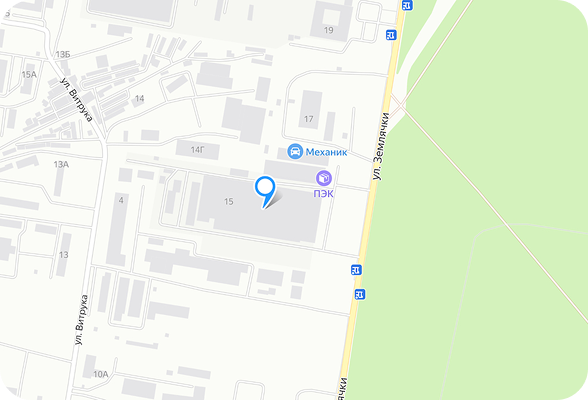 19
13Б
15А
ул. Витрука
14
17
ул. Землячки
14Г
Механик
13А
ПЭК
4
15
13
ул. Витрука
10А
ул. Землячки